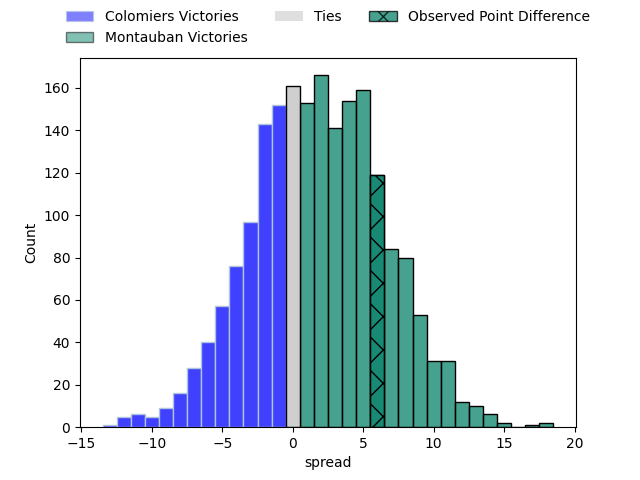 Colomiers Victories
Ties
Observed Point Difference
Montauban Victories
160
140
120
100
80
60
40
20
0
Count
−15
−10
−5
0
5
10
15
20
spread